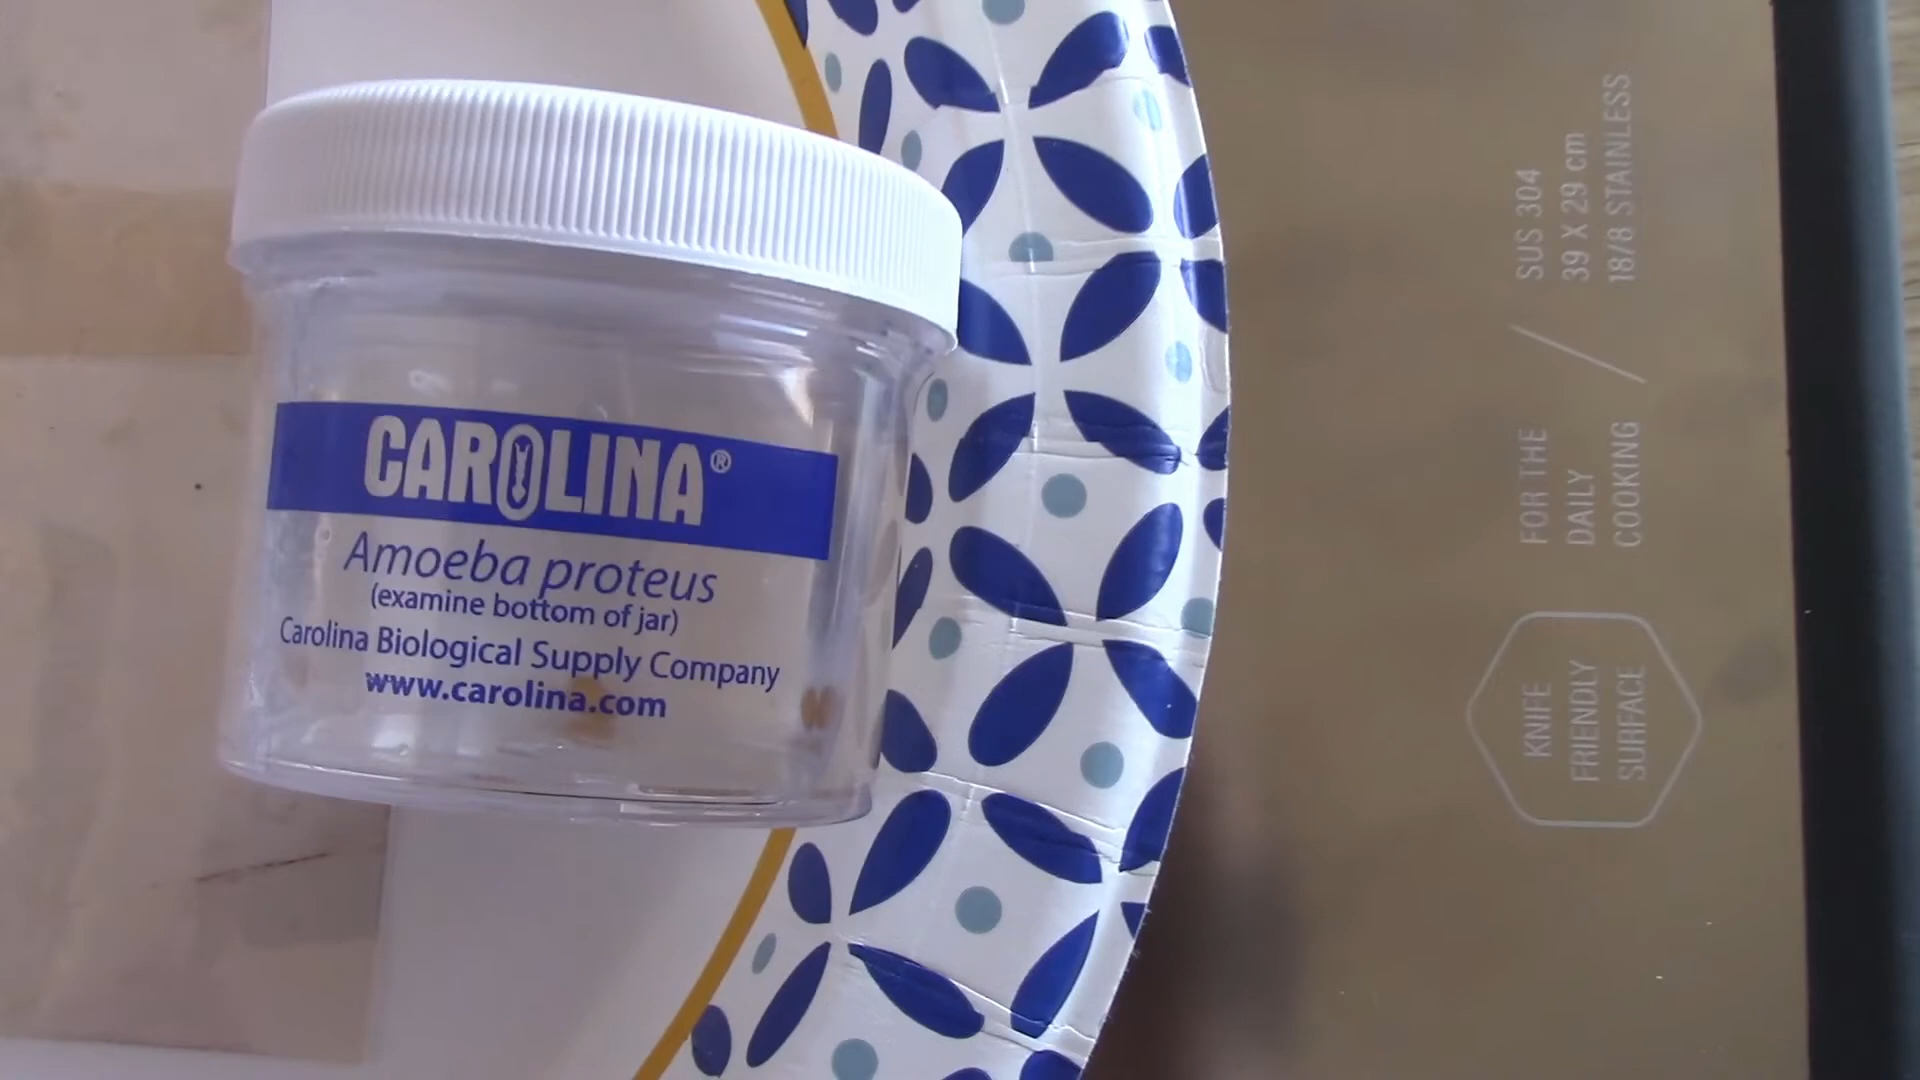 CAROLINA®
Amoeba proteus
(examine bottom of jar)
Carolina Biological Supply Company
www.carolina.com
KNIFE
FRIENDLY
SURFACE
FOR THE
DAILY
COOKING
/
SUS 304
39 X 29 cm
18/8 STAINLESS